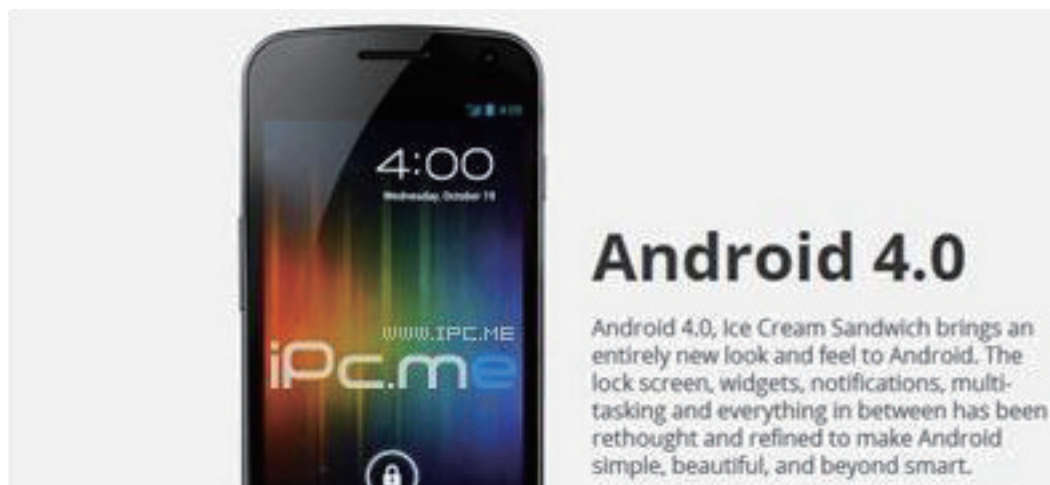 4:00
Wednesday, October 19
WWW.IPC.ME
iPc.me
Android 4.0
Android 4.0, Ice Cream Sandwich brings an
entirely new look and feel to Android. The
lock screen, widgets, notifications, multi-
tasking and everything in between has been
rethought and refined to make Android
simple, beautiful, and beyond smart.